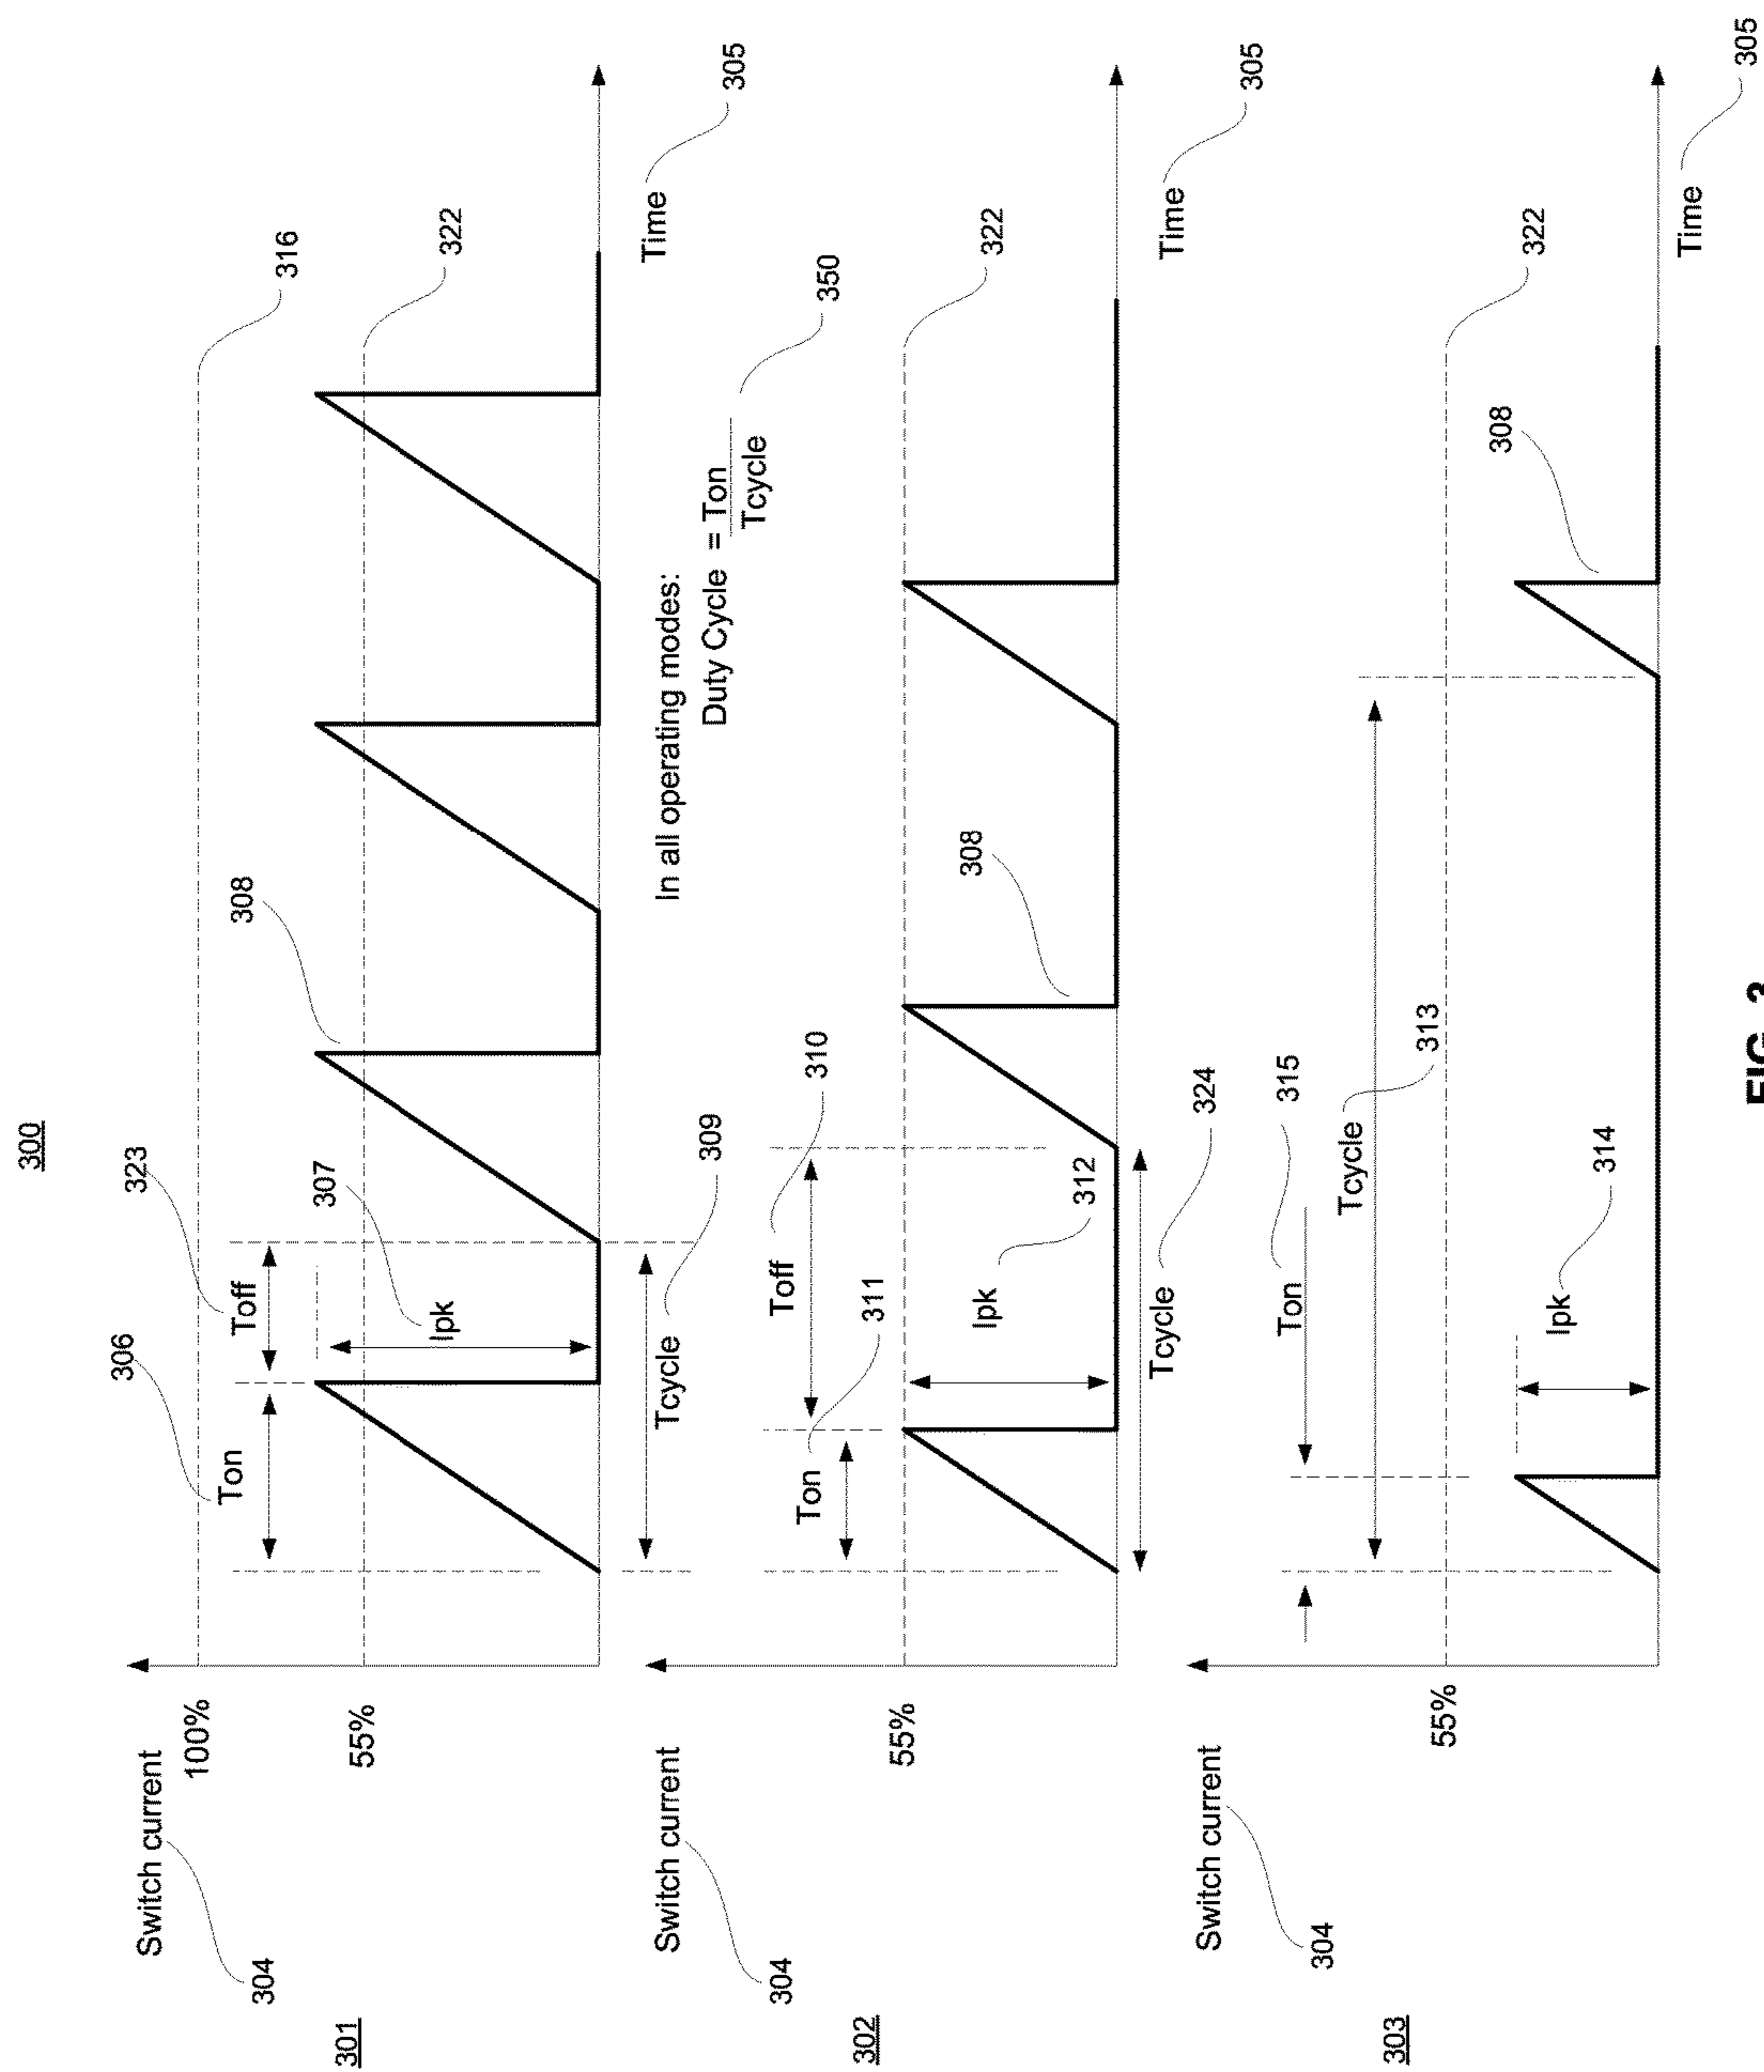 300
301
Switch current
304
100%
55%
306
Ton
323
Toff
307
Ipk
308
316
322
Tcycle
309
Time
305
In all operating modes:
Duty Cycle = Ton
Tcycle
350
302
Switch current
304
55%
Ton
311
Toff
310
Ipk
312
308
322
Tcycle
324
Time
305
303
Switch current
304
55%
Ton
315
Tcycle
313
Ipk
314
308
322
Time
305
FIG. 3